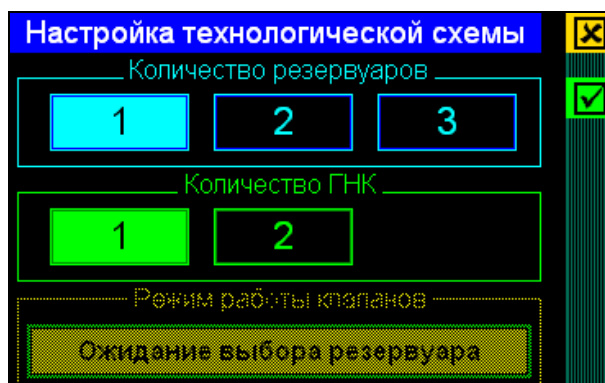 Настройка технологической схемы
Количество резервуаров
1 2 3
Количество ГНК
1 2
Режим работы клапанов
Ожидание выбора резервуара